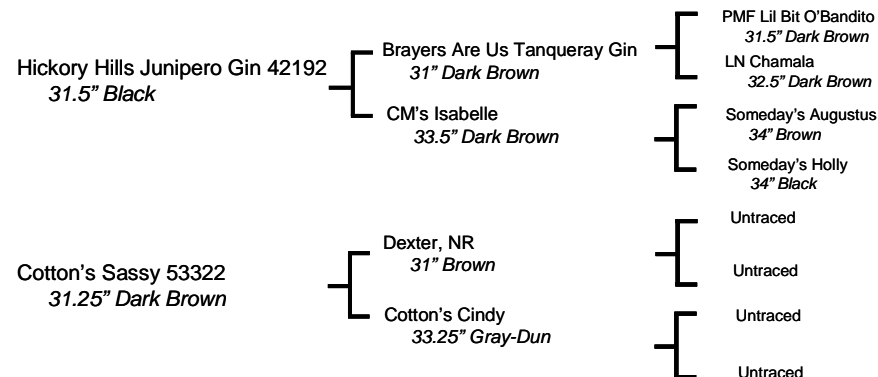 PMF Lil Bit O'Bandito
31.5" Dark Brown
Brayers Are Us Tanqueray Gin
31" Dark Brown
LN Chamala
32.5" Dark Brown
Hickory Hills Junipero Gin 42192
31.5" Black
CM's Isabelle
33.5" Dark Brown
Someday's Augustus
34" Brown
Someday's Holly
34" Black
Untraced
Dexter, NR
31" Brown
Untraced
Cotton's Sassy 53322
31.25" Dark Brown
Cotton's Cindy
33.25" Gray-Dun
Untraced
Untraced